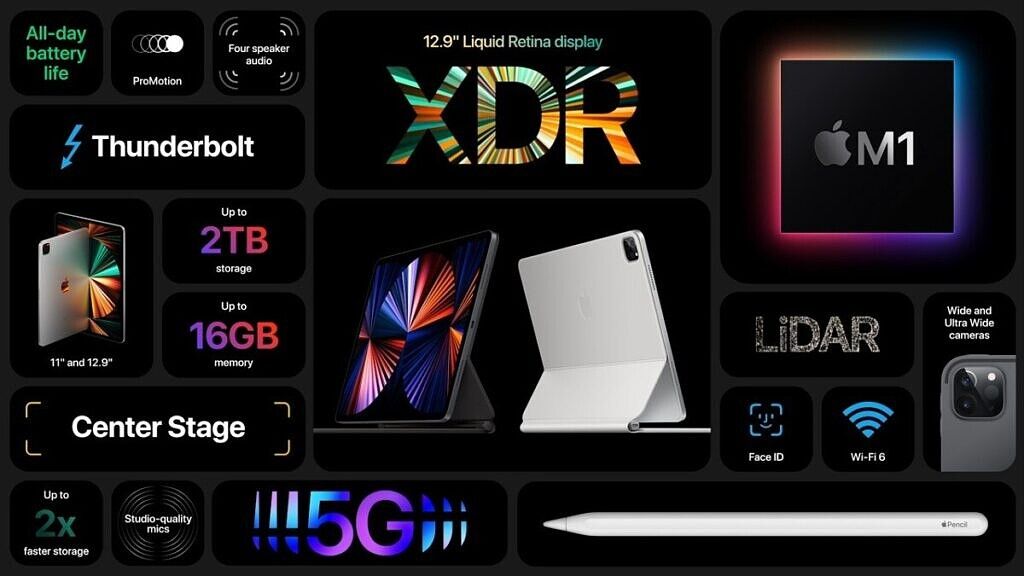 All-day
battery
life
ProMotion
Four speaker
audio
12.9" Liquid Retina display
XDR
M1
Thunderbolt
11" and 12.9"
Up to
2TB
storage
Up to
16GB
memory
LiDAR
Wide and
Ultra Wide
cameras
Center Stage
Face ID
Wi-Fi 6
Up to
2x
faster storage
Studio-quality
mics
5G
Pencil